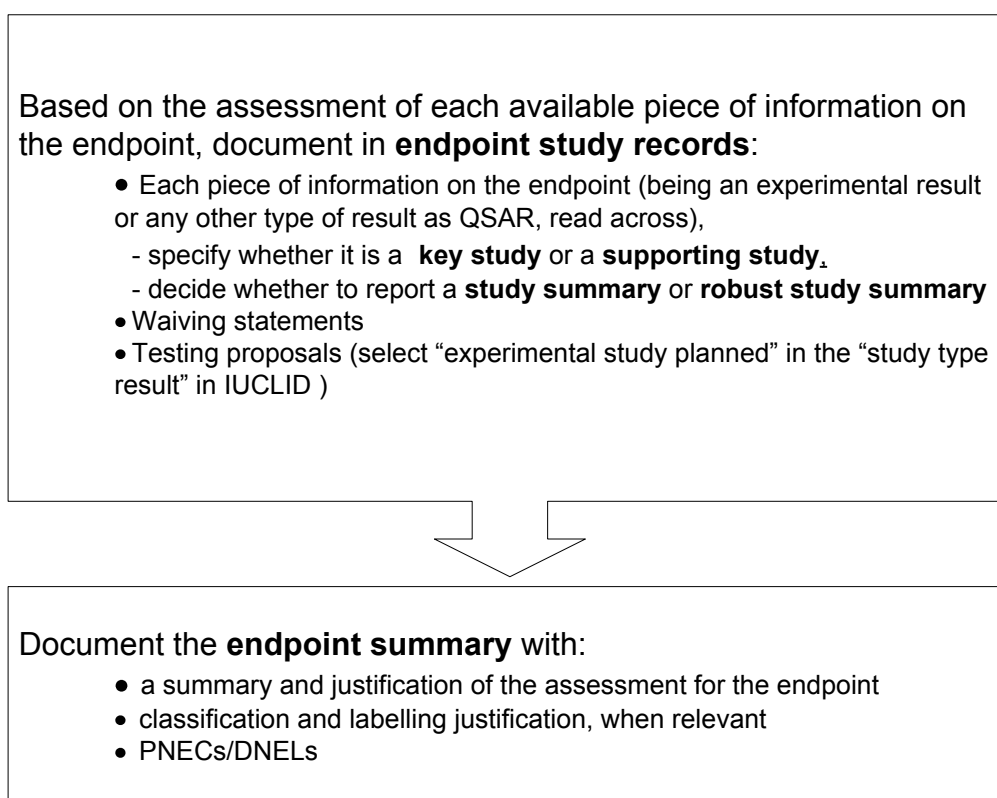 Based on the assessment of each available piece of information on
the endpoint, document in endpoint study records:
• Each piece of information on the endpoint (being an experimental result
or any other type of result as QSAR, read across),
- specify whether it is a key study or a supporting study,
- decide whether to report a study summary or robust study summary
• Waiving statements
• Testing proposals (select “experimental study planned” in the “study type
result” in IUCLID )
Document the endpoint summary with:
• a summary and justification of the assessment for the endpoint
• classification and labelling justification, when relevant
• PNECs/DNELs